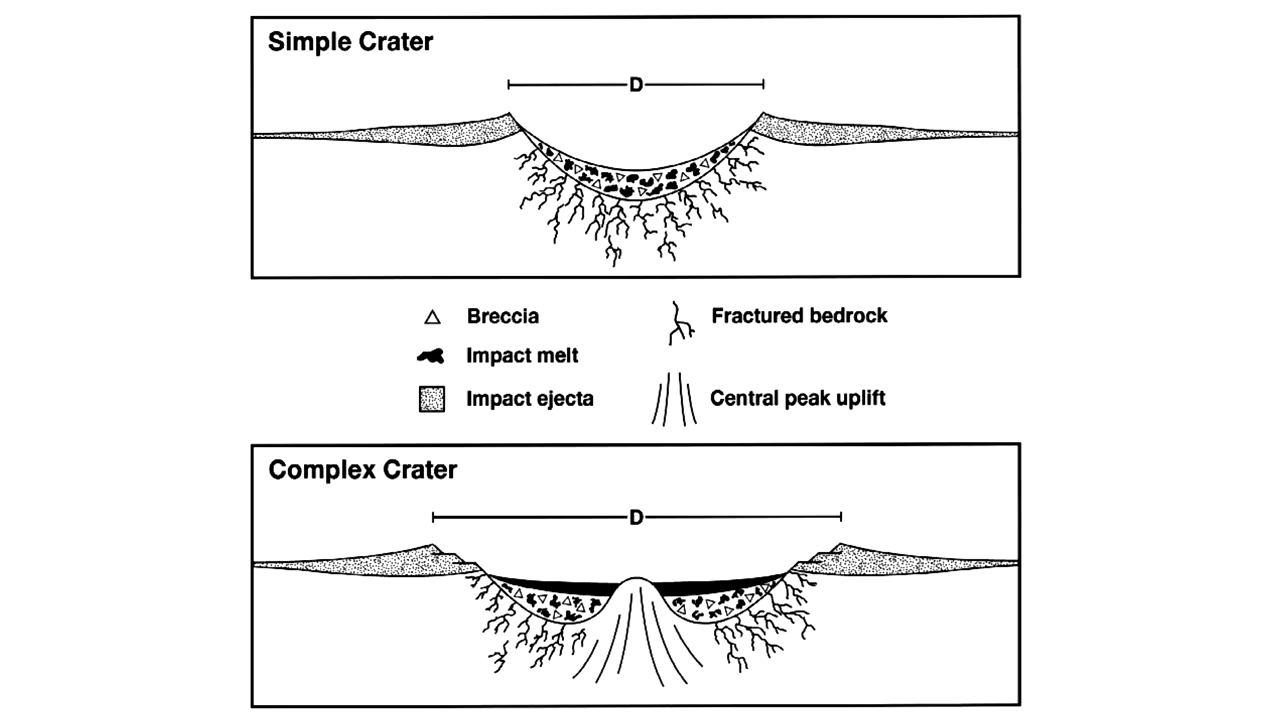 Simple Crater
D
Breccia
Fractured bedrock
Impact melt
Impact ejecta
Central peak uplift
Complex Crater
D